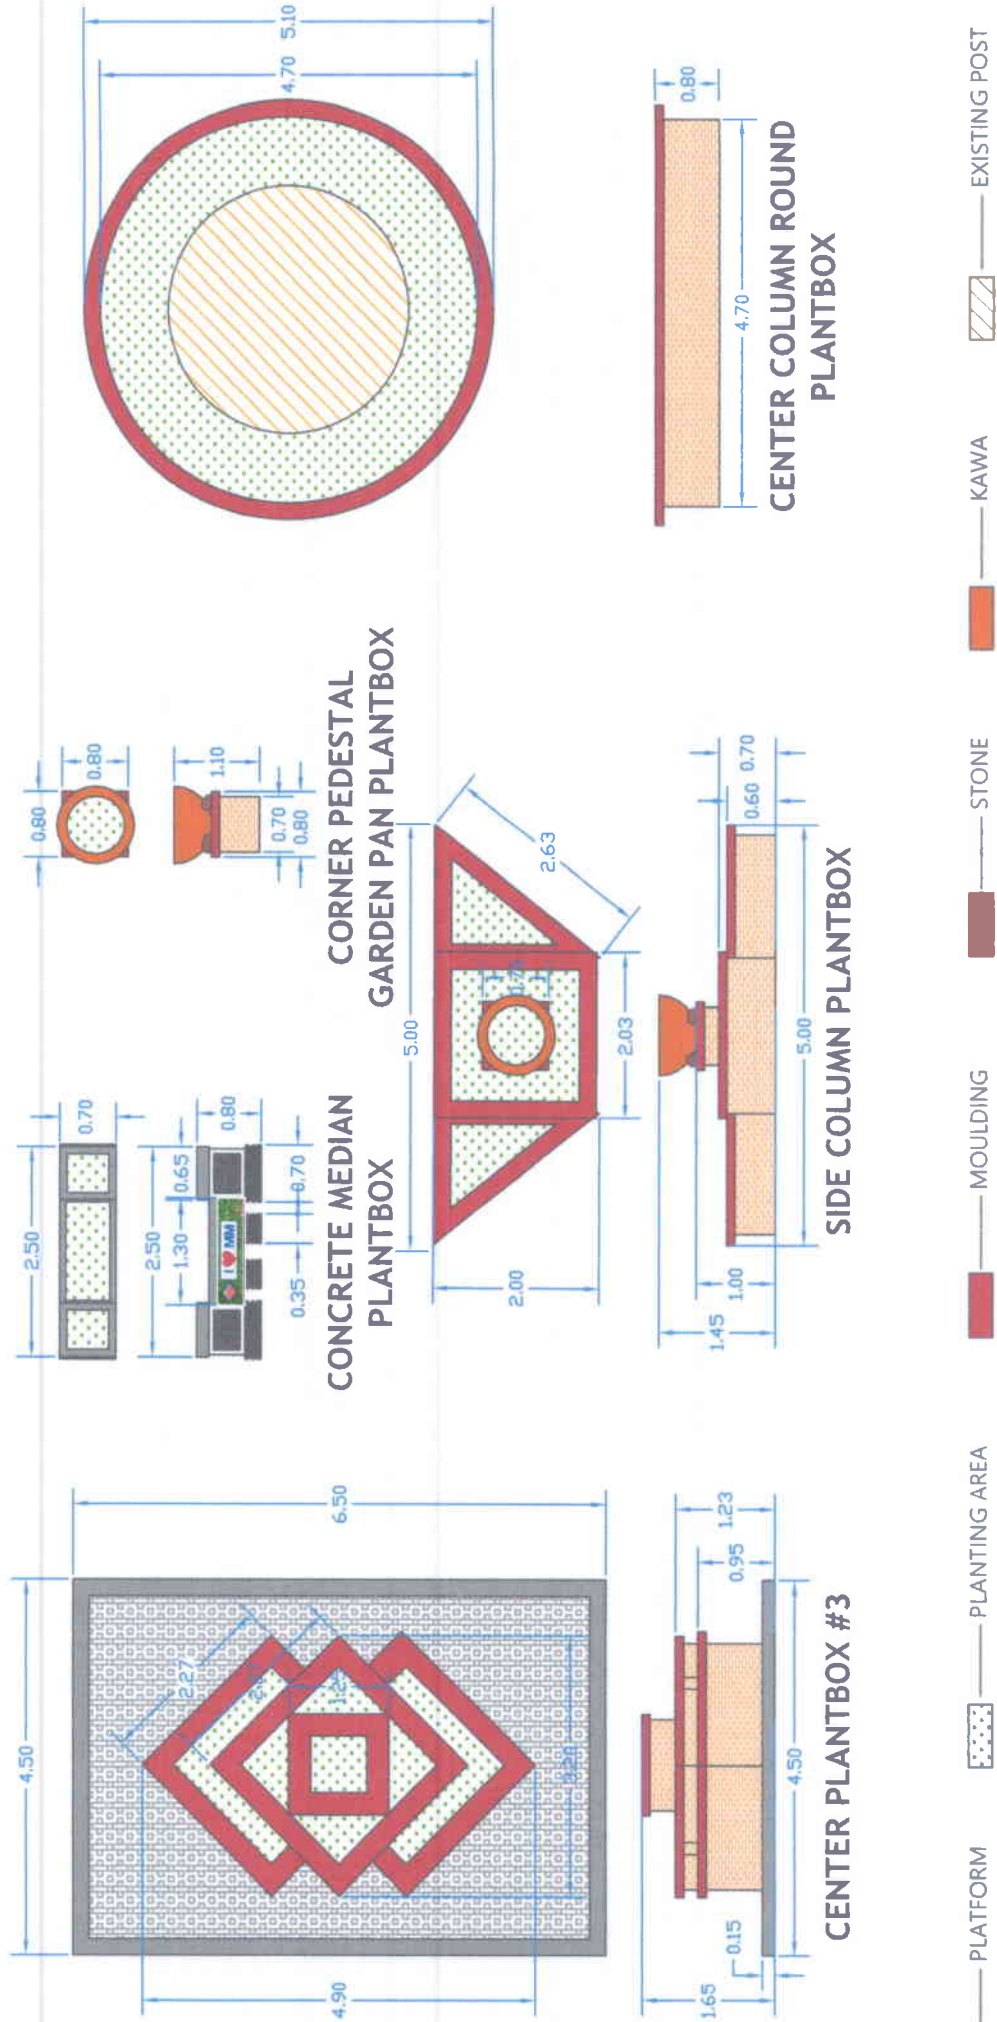 4.50
6.50
4.90
2.27
3.20
1.65
0.15
0.95
1.23
4.50
CENTER PLANTBOX #3
2.50
0.70
2.50
1.30
0.65
0.80
I ❤ MM
0.35
0.70
CONCRETE MEDIAN
PLANTBOX
0.80
0.80
1.10
0.70
0.80
CORNER PEDESTAL
GARDEN PAN PLANTBOX
5.00
2.63
2.00
2.03
1.45
1.00
0.60
0.70
5.00
SIDE COLUMN PLANTBOX
5.10
4.70
0.80
4.70
CENTER COLUMN ROUND
PLANTBOX
PLATFORM
PLANTING AREA
MOULDING
STONE
KAWA
EXISTING POST